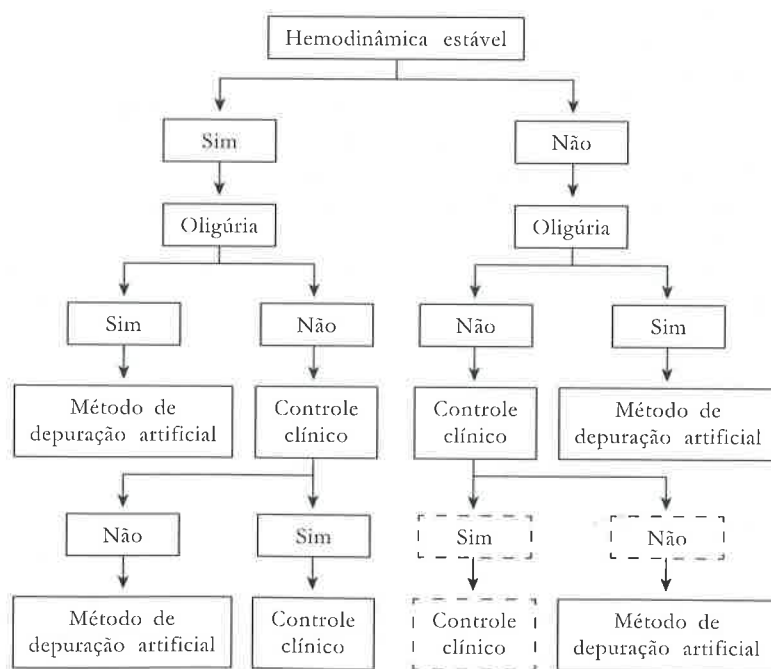 Hemodinâmica estável
Sim
Não
Oligúria
Oligúria
Sim
Não
Não
Sim
Método de
depuração artificial
Controle
clínico
Controle
clínico
Método de
depuração artificial
Não
Sim
Sim
Não
Método de
depuração artificial
Controle
clínico
Controle
clínico
Método de
depuração artificial